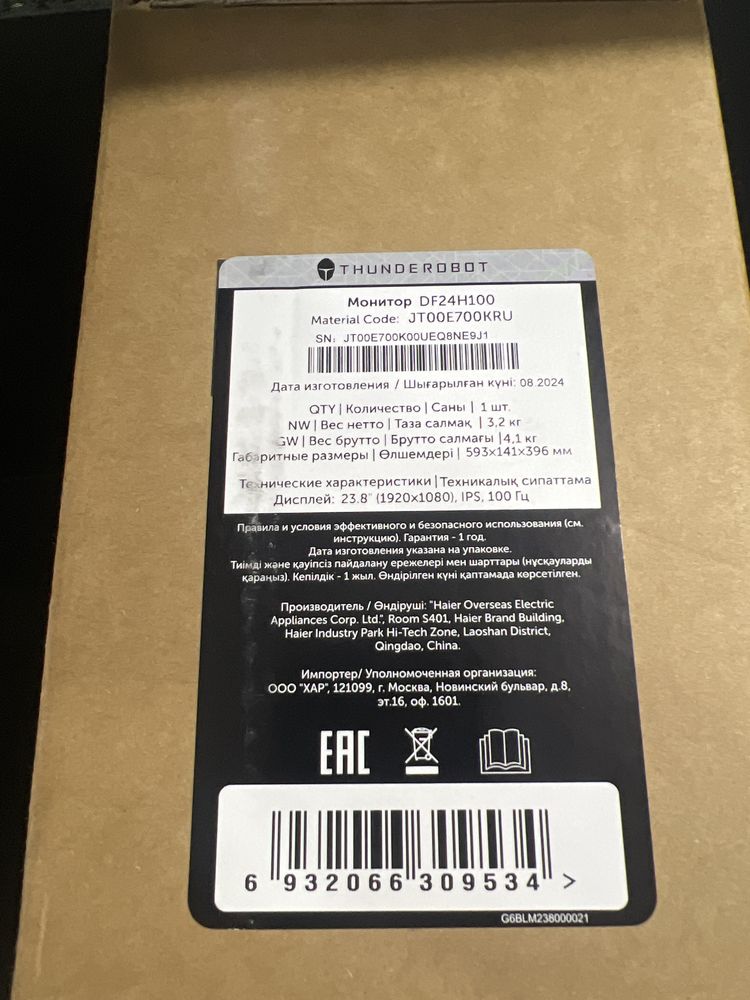 THUNDEROBOT
Монитор DF24H100
Material Code: JT00E700KRU
SN: JT00E700K00UEQ8NE9J1
Дата изготовления / Шығарылған күні: 08.2024
QTY | Количество | Саны | 1 шт.
NW | Вес нетто | Таза салмақ | 3,2 кг
GW | Вес брутто | Брутто салмағы | 4,1 кг
Габаритные размеры | Өлшемдері | 593×141×396 мм
Технические характеристики | Техникалық сипаттама
Дисплей: 23.8" (1920x1080), IPS, 100 Гц
Правила и условия эффективного и безопасного использования (см.
инструкцию). Гарантия - 1 год.
Дата изготовления указана на упаковке.
Тиімді және қауіпсіз пайдалану ережелері мен шарттары (нұсқауларды
қараңыз). Кепілдік - 1 жыл. Өндірілген күні қаптамада көрсетілген.
Производитель / Өндіруші: "Haier Overseas Electric
Appliances Corp. Ltd.", Room S401, Haier Brand Building,
Haier Industry Park Hi-Tech Zone, Laoshan District,
Qingdao, China.
Импортер/ Уполномоченная организация:
ООО "ХАР", 121099, г. Москва, Новинский бульвар, д.8,
эт.16, оф. 1601.
EAC
6 932066 309534 >
G6BLM238000021